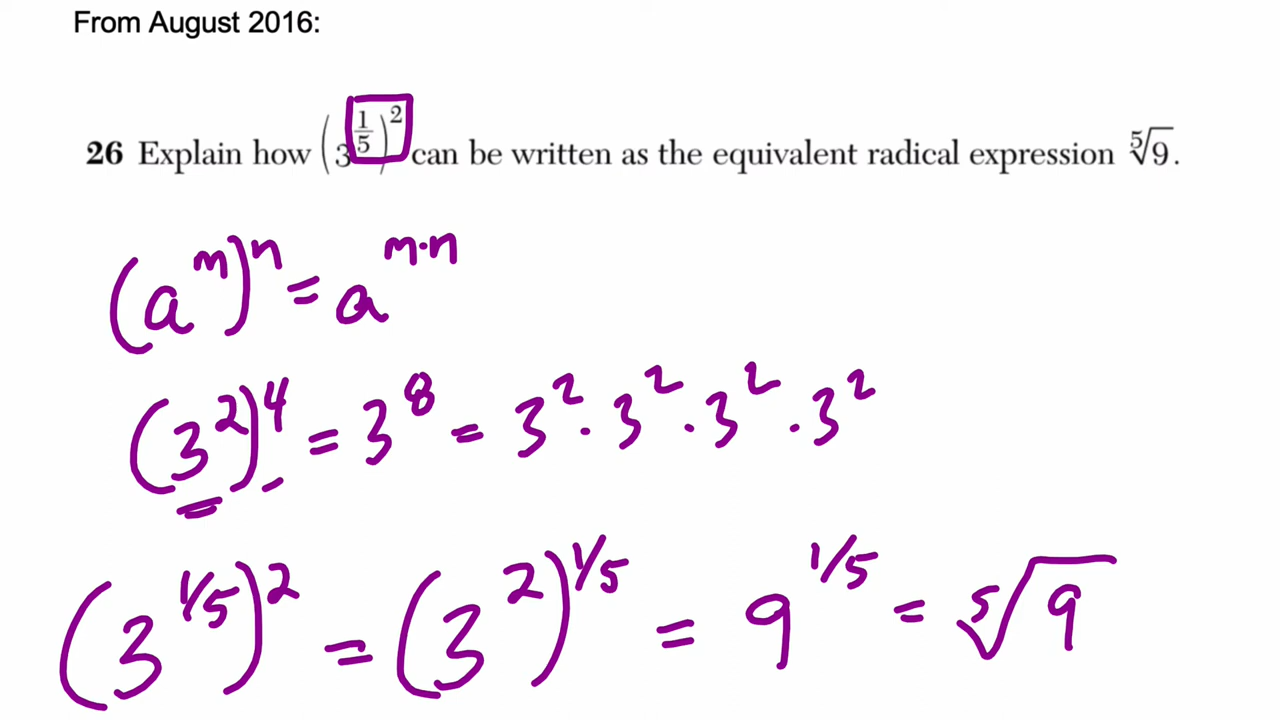 From August 2016:
26 Explain how (3^{1/5})^2 can be written as the equivalent radical expression ⁵√9.
(a^m)^n = a^{m·n}
(3^2)^4 = 3^8 = 3^2 · 3^2 · 3^2 · 3^2
(3^{1/5})^2 = (3^2)^{1/5} = 9^{1/5} = ⁵√9